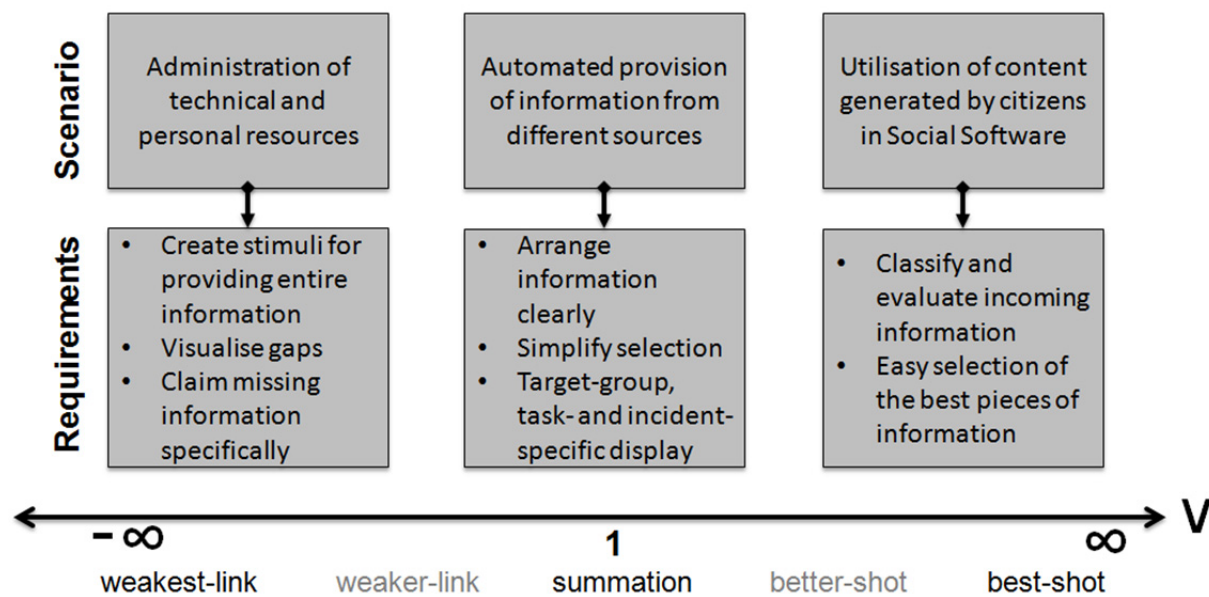 Scenario
Administration of
technical and
personal resources
Automated provision
of information from
different sources
Utilisation of content
generated by citizens
in Social Software
Requirements
• Create stimuli for
providing entire
information
• Visualise gaps
• Claim missing
information
specifically
• Arrange
information
clearly
• Simplify selection
• Target-group,
task- and incident-
specific display
• Classify and
evaluate incoming
information
• Easy selection of
the best pieces of
information
- ∞ 1 ∞ V
weakest-link weaker-link summation better-shot best-shot